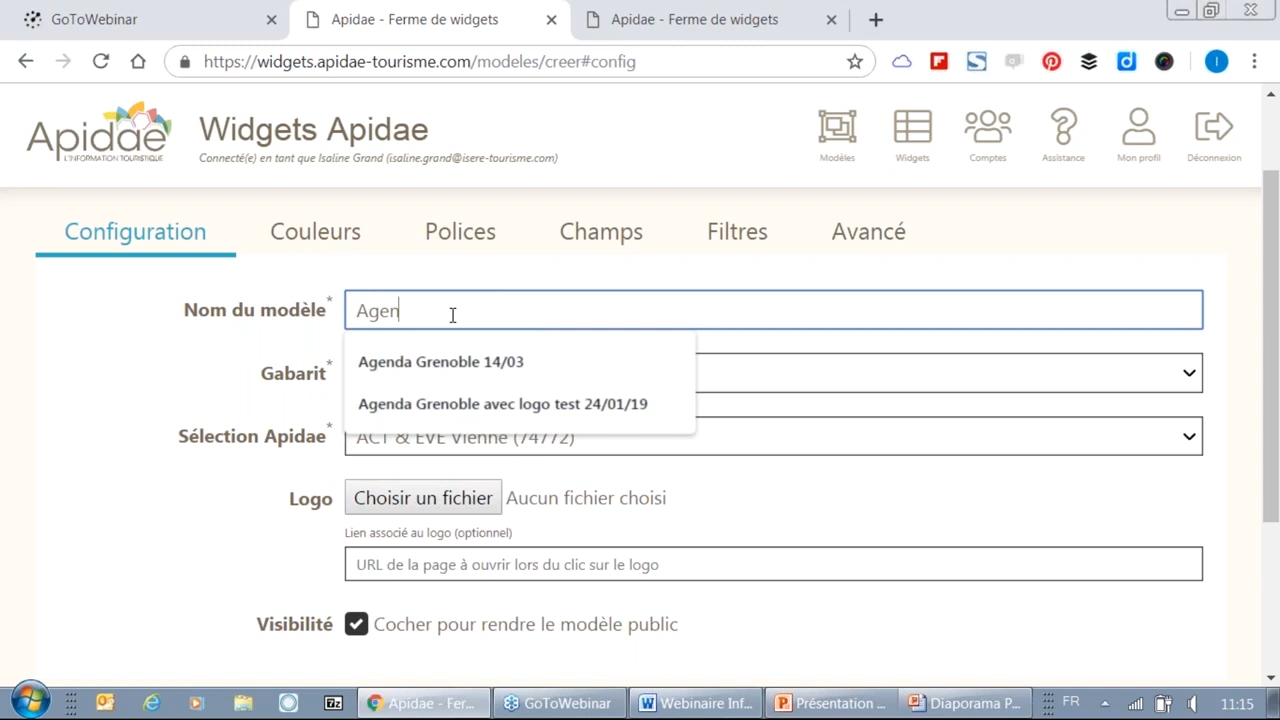 GoToWebinar
Apidae - Ferme de widgets
Apidae - Ferme de widgets
https://widgets.apidae-tourisme.com/modeles/creer#config
Apidae
L'INFORMATION TOURISTIQUE
Widgets Apidae
Connecté(e) en tant que Isaline Grand (isaline.grand@isere-tourisme.com)
Modèles
Widgets
Comptes
Assistance
Mon profil
Déconnexion
Configuration
Couleurs
Polices
Champs
Filtres
Avancé
Nom du modèle*
Agen
Agenda Grenoble 14/03
Agenda Grenoble avec logo test 24/01/19
Gabarit*
Sélection Apidae*
ACT & EVE Vienne (74772)
Logo
Choisir un fichier Aucun fichier choisi
Lien associé au logo (optionnel)
URL de la page à ouvrir lors du clic sur le logo
Visibilité
Cocher pour rendre le modèle public
Apidae - Fer...
GoToWebinar
Webinaire Inf...
Présentation ...
Diaporama P...
FR
11:15